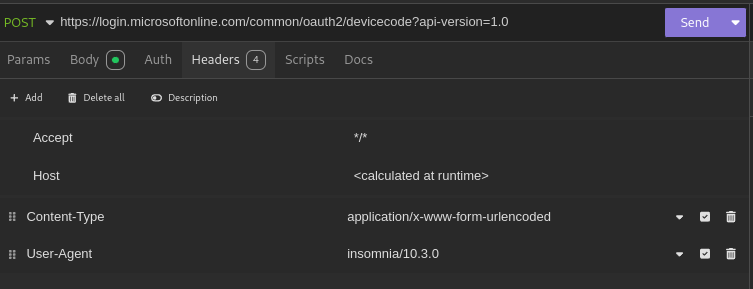 POST https://login.microsoftonline.com/common/oauth2/devicecode?api-version=1.0 Send
Params Body Auth Headers 4 Scripts Docs
+ Add Delete all Description
Accept */*
Host <calculated at runtime>
Content-Type application/x-www-form-urlencoded
User-Agent insomnia/10.3.0